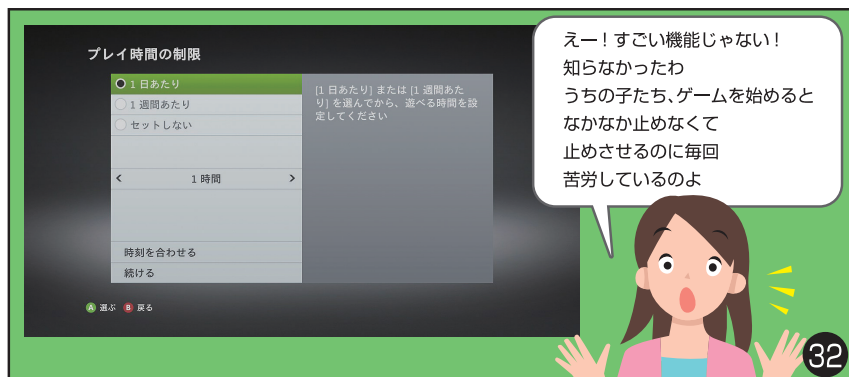 プレイ時間の制限
1 日あたり
1 週間あたり
セットしない
< 1 時間 >
時刻を合わせる
続ける
[1 日あたり] または [1 週間あた
り] を選んでから、遊べる時間を設
定してください
A 選ぶ B 戻る
えー！すごい機能じゃない！
知らなかったわ
うちの子たち、ゲームを始めると
なかなか止めなくて
止めさせるのに毎回
苦労しているのよ
32